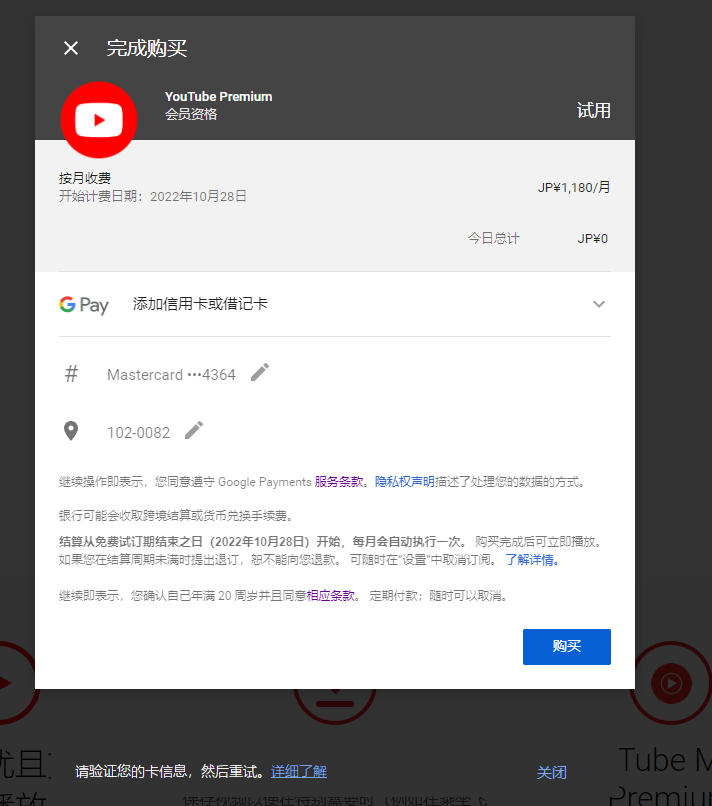 完成购买
YouTube Premium
会员资格
试用
按月收费
开始计费日期：2022年10月28日
JP¥1,180/月
今日总计 JP¥0
G Pay 添加信用卡或借记卡
# Mastercard •••4364
102-0082
继续操作即表示，您同意遵守 Google Payments 服务条款。隐私权声明描述了处理您的数据的方式。
银行可能会收取跨境结算或货币兑换手续费。
结算从免费试订期结束之日（2022年10月28日）开始，每月会自动执行一次。 购买完成后可立即播放。
如果您在结算周期未满时提出退订，恕不能向您退款。 可随时在“设置”中取消订阅。 了解详情。
继续即表示，您确认自己年满 20 周岁并且同意相应条款。 定期付款；随时可以取消。
购买
尤且
播放
Tube M
Premium
请验证您的卡信息，然后重试。详细了解
关闭